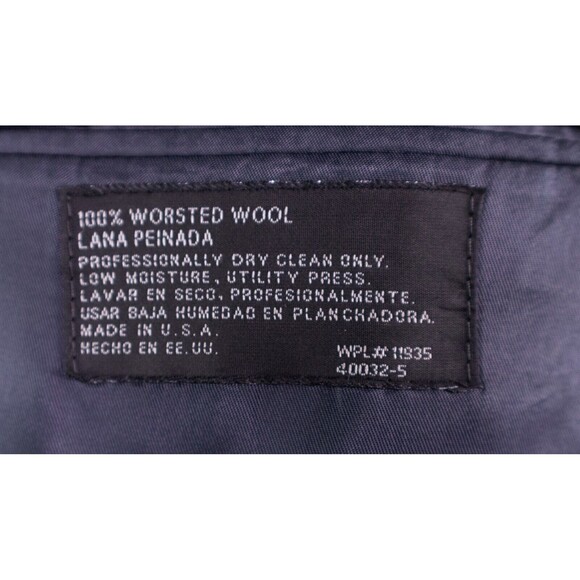 100% WORSTED WOOL
LANA PEINADA
PROFESSIONALLY DRY CLEAN ONLY.
LOW MOISTURE, UTILITY PRESS.
LAVAR EN SECO, PROFESIONALMENTE.
USAR BAJA HUMEDAD EN PLANCHADORA.
MADE IN U.S.A.
HECHO EN EE.UU.
WPL# 11935
40032-5